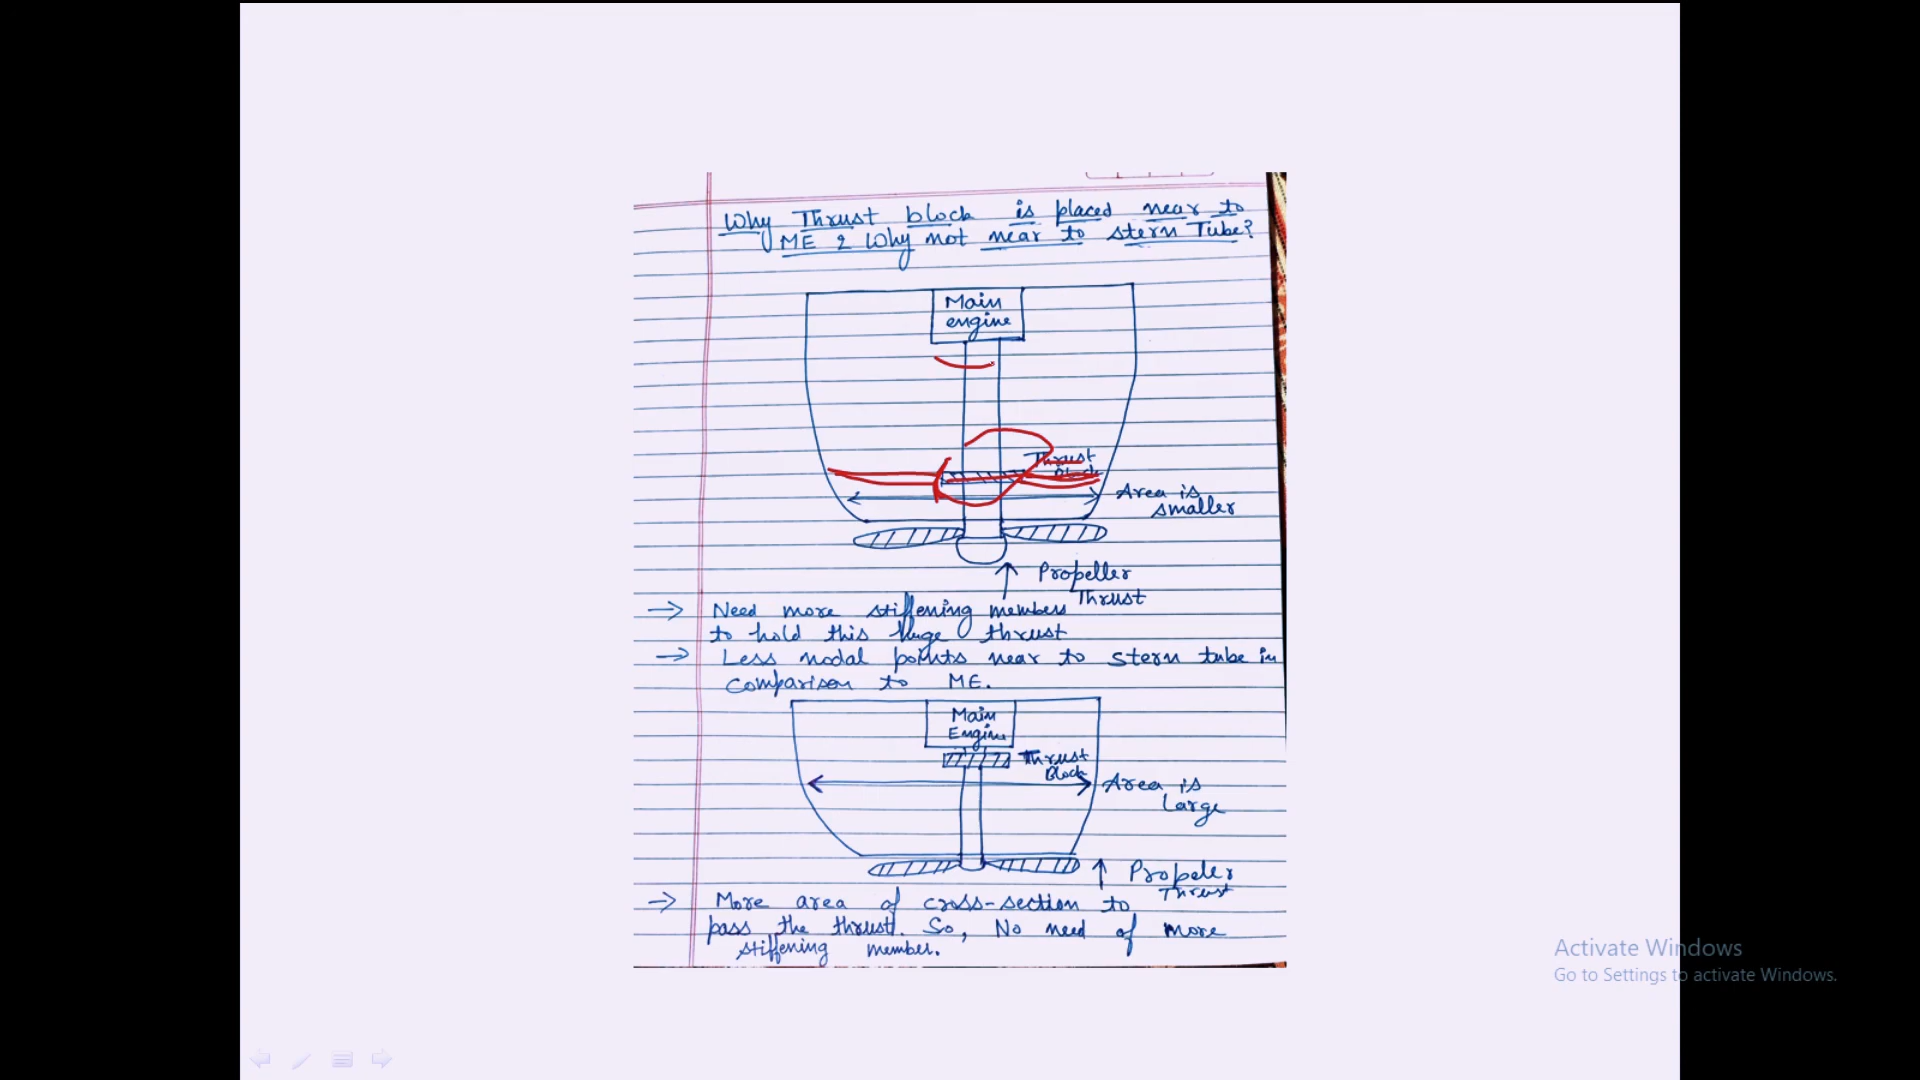 Why Thrust block is placed near to
ME & Why not near to stern Tube?
Main
engine
Thrust
Block
Area is
smaller
Propeller
Thrust
→ Need more stiffening members
to hold this huge thrust
→ Less nodal points near to stern tube in
comparison to ME.
Main
Engine
Thrust
Block
Area is
Large
Propeler
Thrust
→ More area of cross-section to
pass the thrust. So, No need of more
stiffening member.
Activate Windows
Go to Settings to activate Windows.